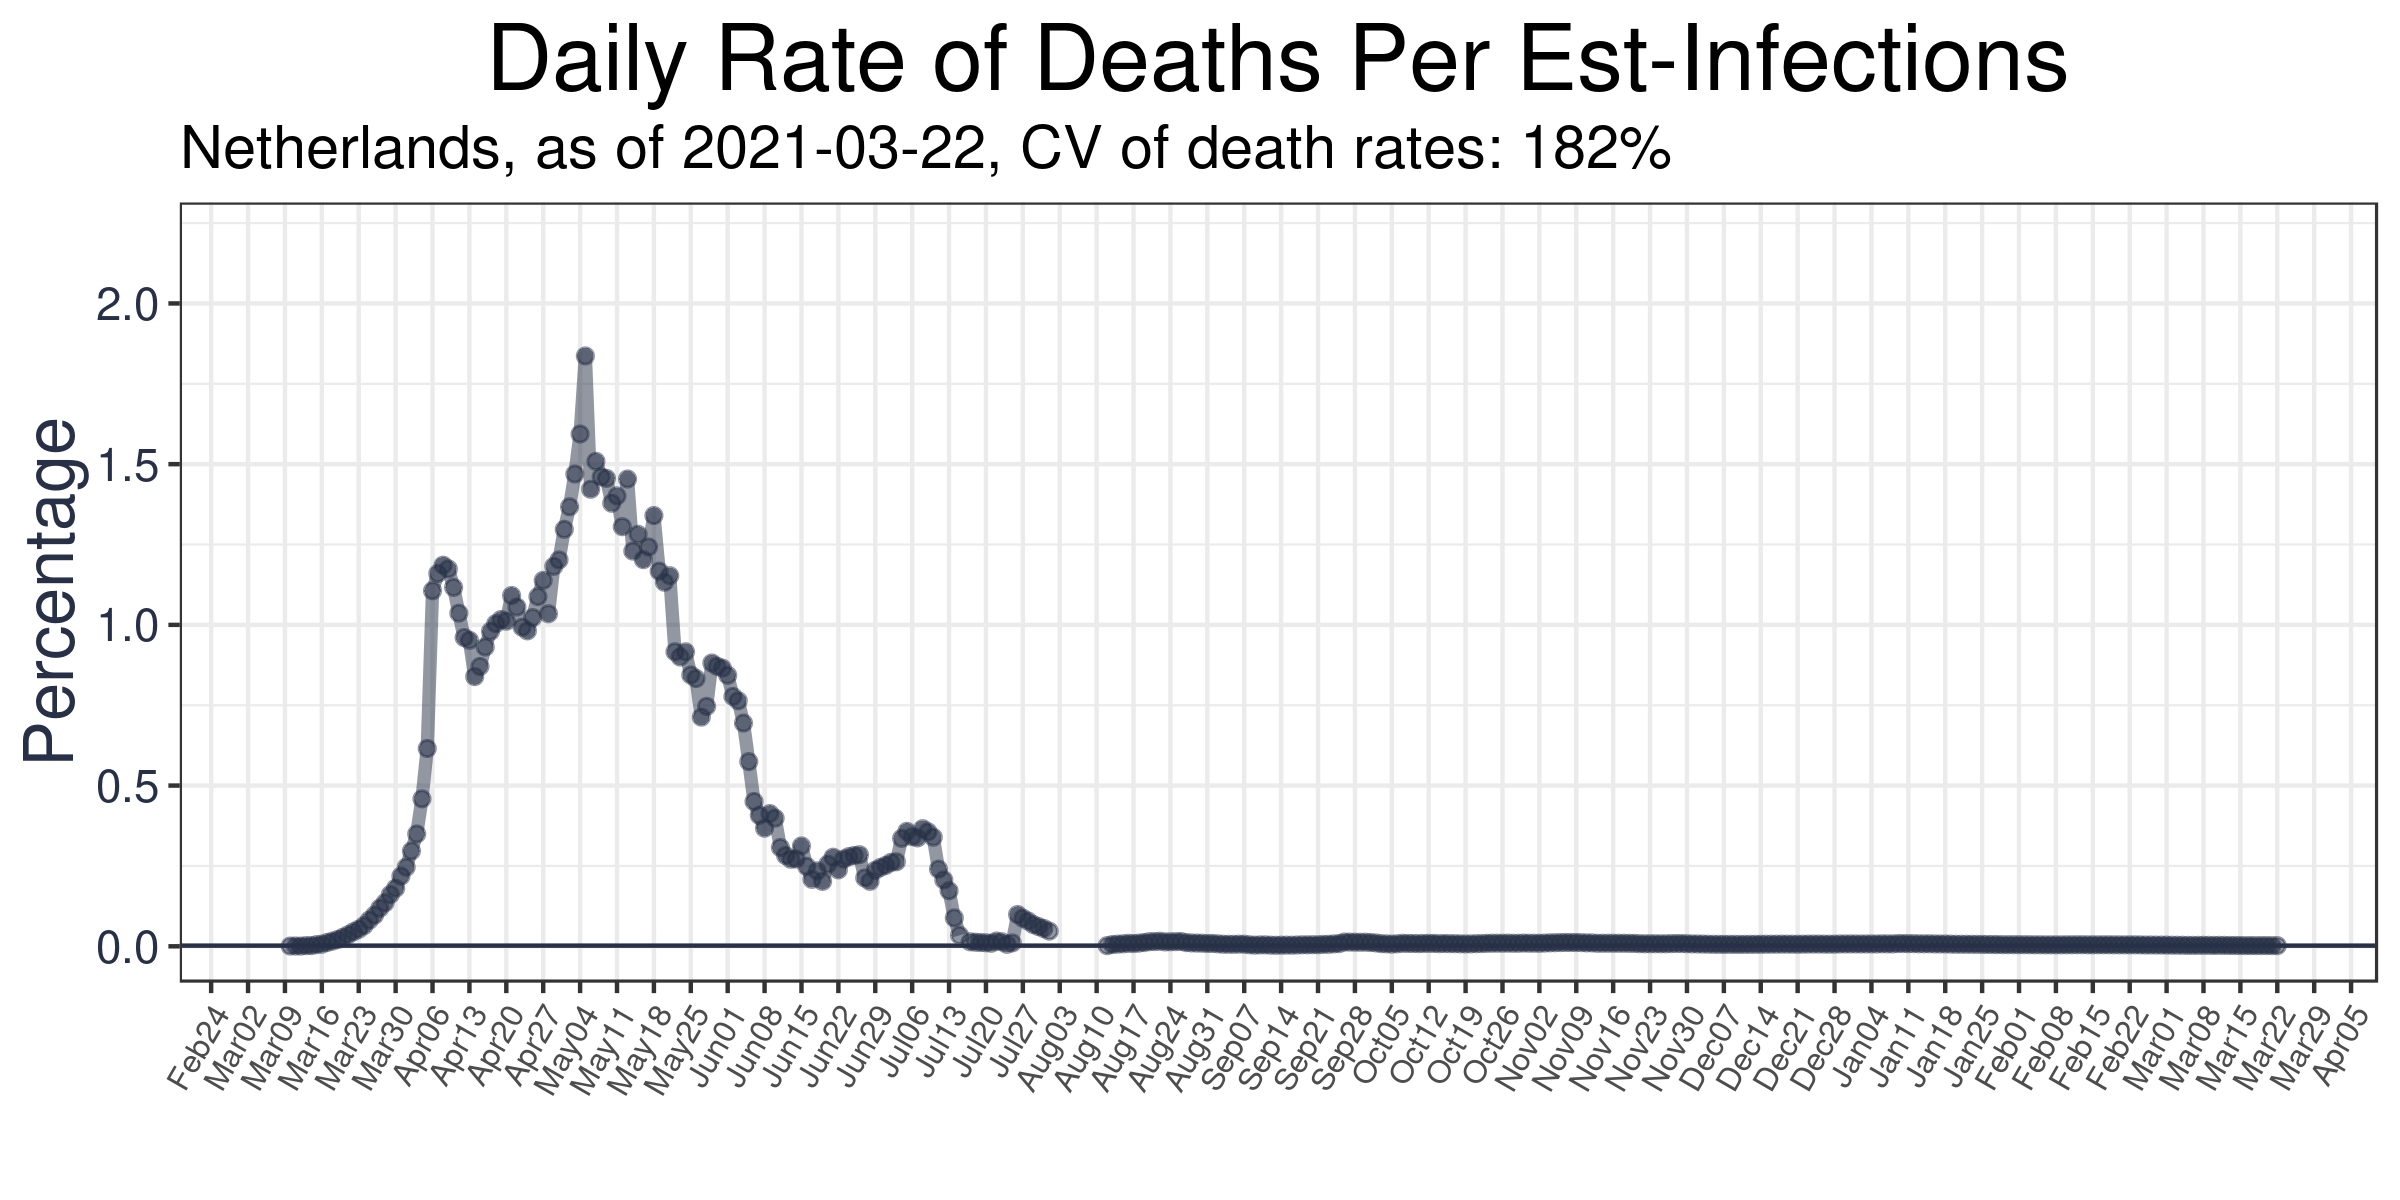 Daily Rate of Deaths Per Est-Infections
Netherlands, as of 2021-03-22, CV of death rates: 182%
Percentage
2.0
1.5
1.0
0.5
0.0
Feb24
Mar02
Mar09
Mar16
Mar23
Mar30
Apr06
Apr13
Apr20
Apr27
May04
May11
May18
May25
Jun01
Jun08
Jun15
Jun22
Jun29
Jul06
Jul13
Jul20
Jul27
Aug03
Aug10
Aug17
Aug24
Aug31
Sep07
Sep14
Sep21
Sep28
Oct05
Oct12
Oct19
Oct26
Nov02
Nov09
Nov16
Nov23
Nov30
Dec07
Dec14
Dec21
Dec28
Jan04
Jan11
Jan18
Jan25
Feb01
Feb08
Feb15
Feb22
Mar01
Mar08
Mar15
Mar22
Mar29
Apr05